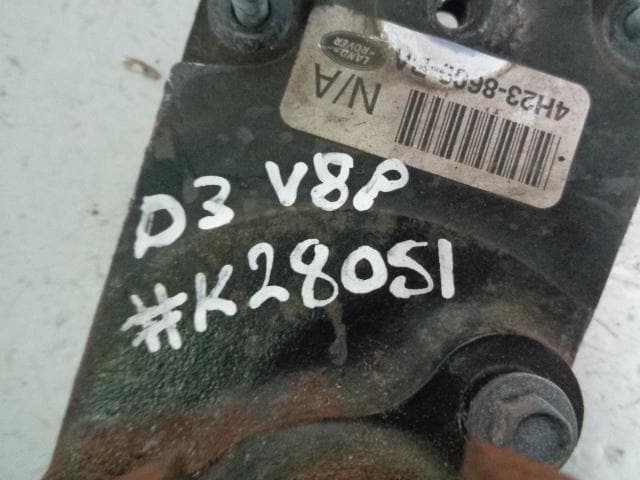 LAND ROVER
N/A
D3 V8P
#K28051